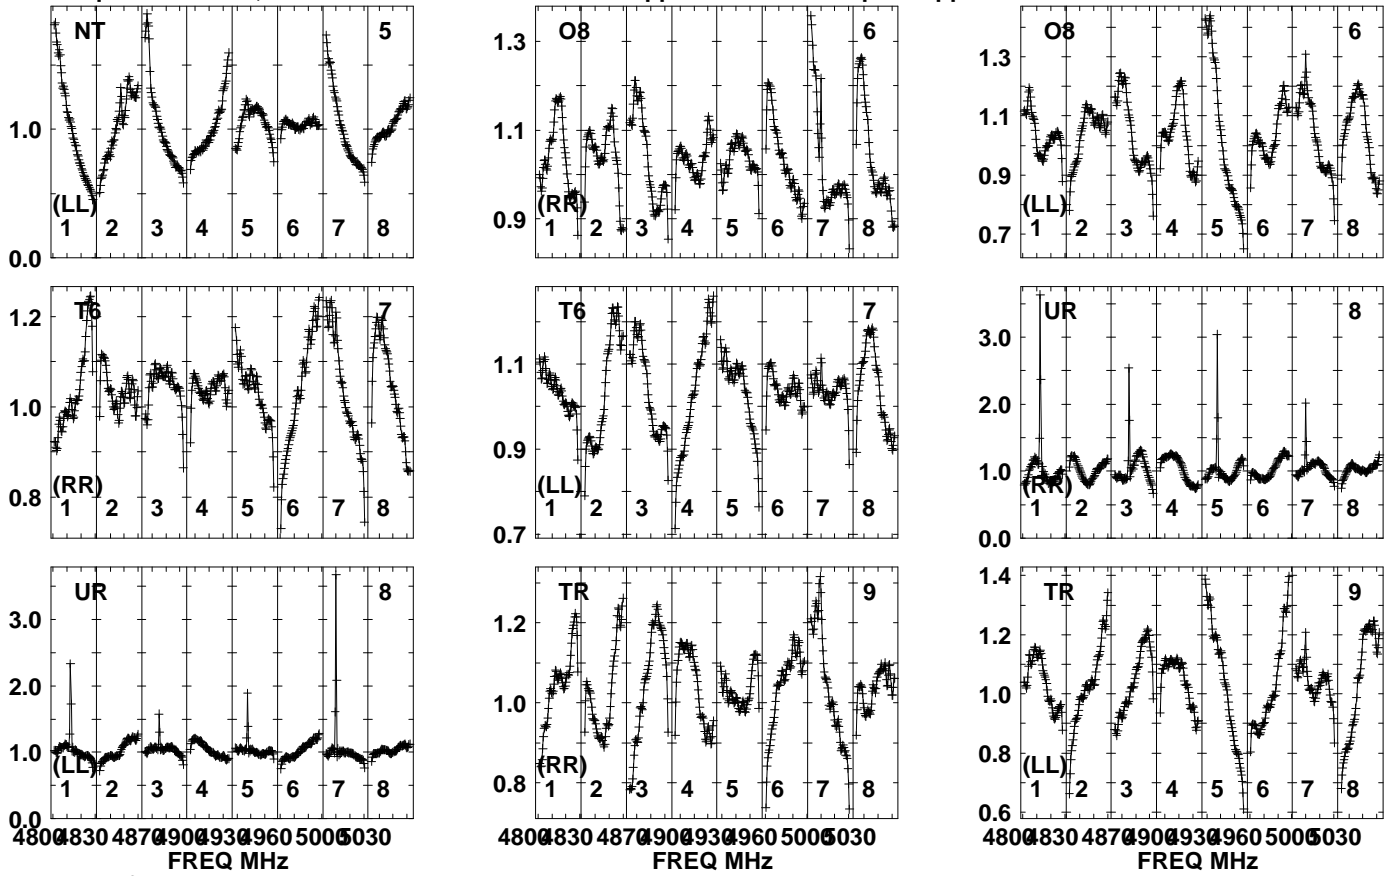 NT 5
1.0
0.0
(LL)
1 2 3 4 5 6 7 8
O8 6
1.3
1.1
0.9
(RR)
1 2 3 4 5 6 7 8
O8 6
1.3
1.1
0.9
0.7
(LL)
1 2 3 4 5 6 7 8
T6 7
1.2
1.0
0.8
(RR)
1 2 3 4 5 6 7 8
T6 7
1.1
0.9
0.7
(LL)
1 2 3 4 5 6 7 8
UR 8
3.0
2.0
1.0
0.0
(RR)
1 2 3 4 5 6 7 8
UR 8
3.0
2.0
1.0
0.0
(LL)
1 2 3 4 5 6 7 8
4800 4830 4870 4900 4930 4960 5000 5030
FREQ MHz
TR 9
1.2
1.0
0.8
(RR)
1 2 3 4 5 6 7 8
4800 4830 4870 4900 4930 4960 5000 5030
FREQ MHz
TR 9
1.4
1.2
1.0
0.8
0.6
(LL)
1 2 3 4 5 6 7 8
4800 4830 4870 4900 4930 4960 5000 5030
FREQ MHz